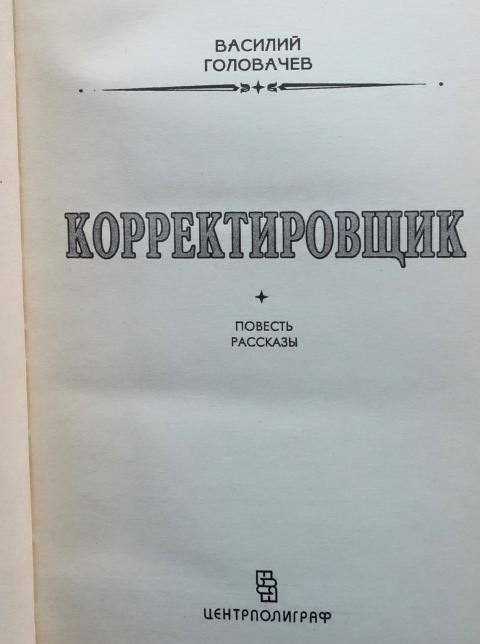 ВАСИЛИЙ
ГОЛОВАЧЕВ
КОРРЕКТИРОВЩИК
ПОВЕСТЬ
РАССКАЗЫ
ЦЕНТРПОЛИГРАФ